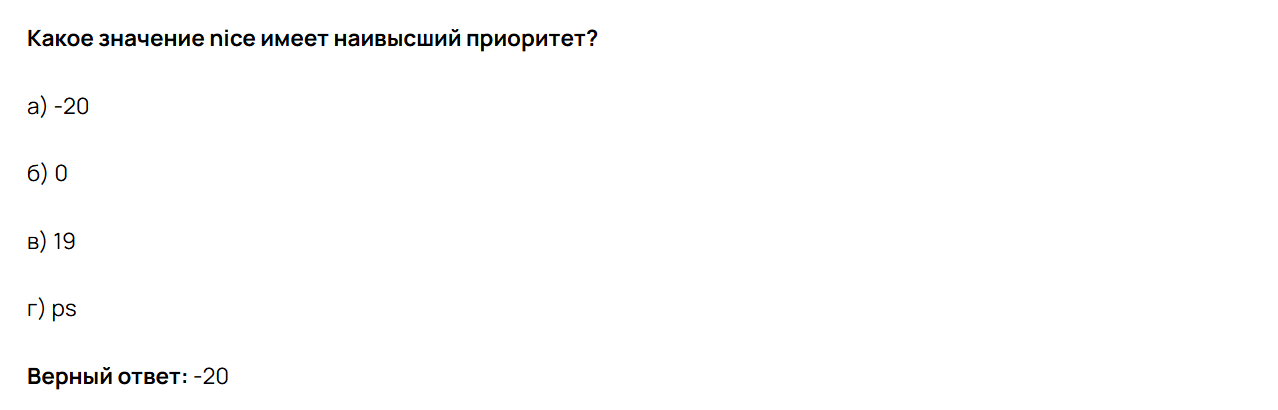 Какое значение nice имеет наивысший приоритет?
а) -20
б) 0
в) 19
г) ps
Верный ответ: -20